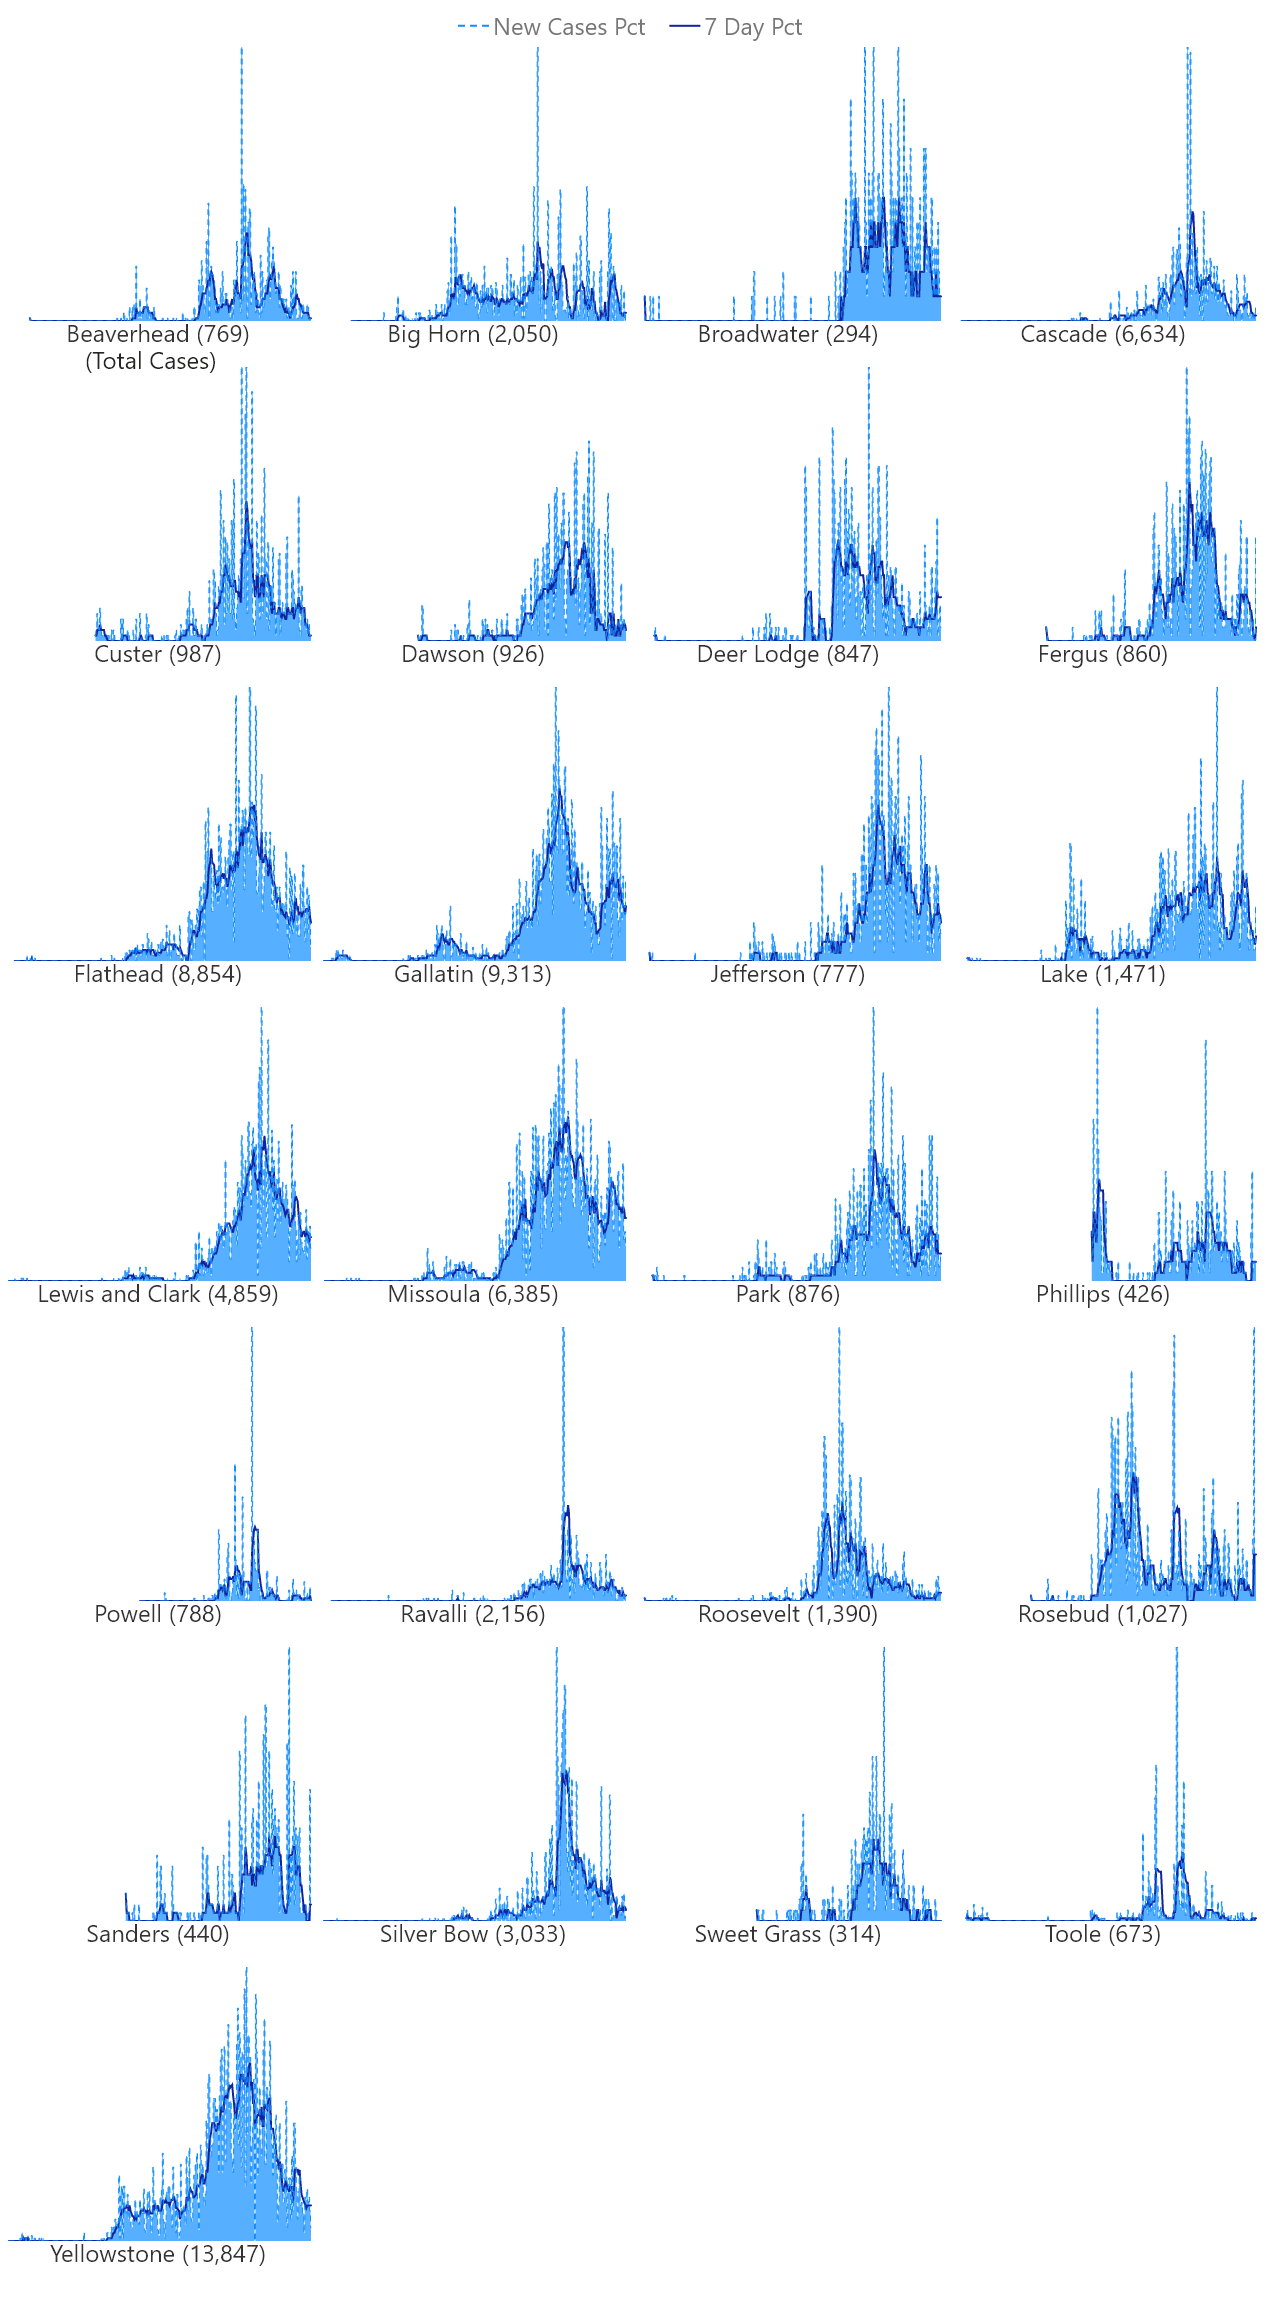 New Cases Pct 7 Day Pct
Beaverhead (769) Big Horn (2,050) Broadwater (294) Cascade (6,634)
(Total Cases)
Custer (987) Dawson (926) Deer Lodge (847) Fergus (860)
Flathead (8,854) Gallatin (9,313) Jefferson (777) Lake (1,471)
Lewis and Clark (4,859) Missoula (6,385) Park (876) Phillips (426)
Powell (788) Ravalli (2,156) Roosevelt (1,390) Rosebud (1,027)
Sanders (440) Silver Bow (3,033) Sweet Grass (314) Toole (673)
Yellowstone (13,847)